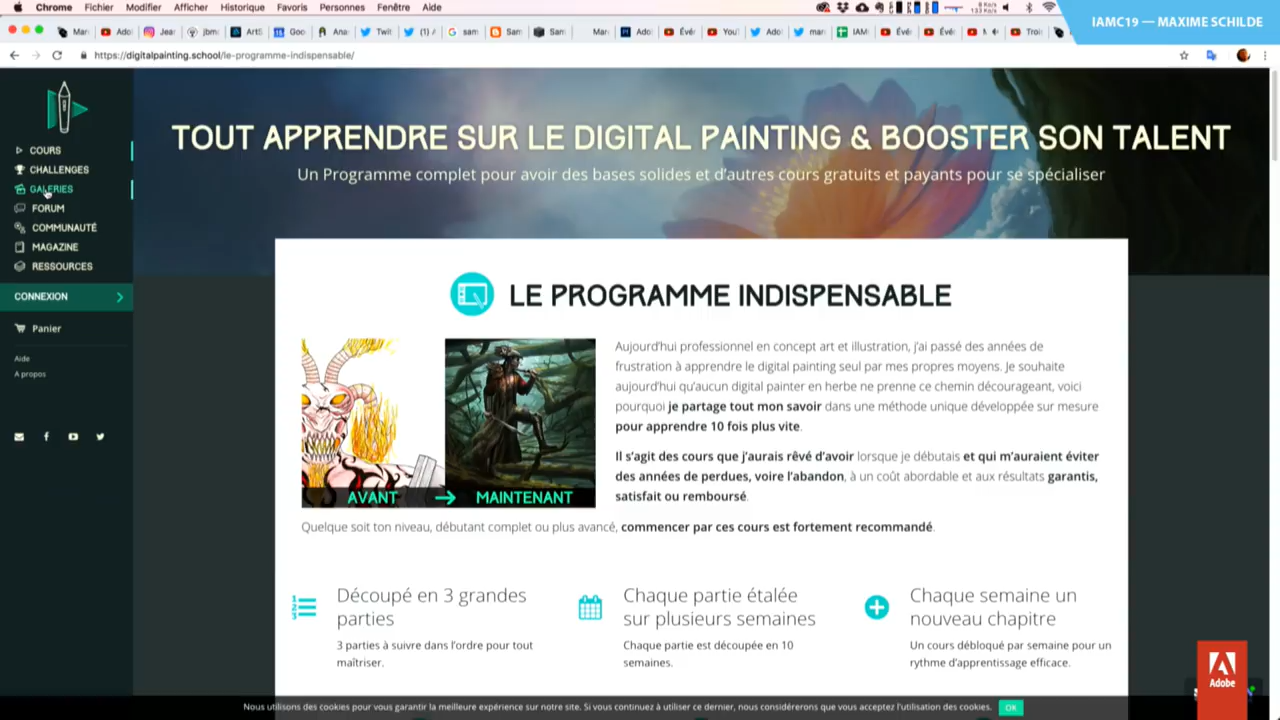 Chrome Fichier Modifier Afficher Historique Favoris Personnes Fenêtre Aide
IAMC19 — MAXIME SCHILDE
https://digitalpainting.school/le-programme-indispensable/
COURS
CHALLENGES
GALERIES
FORUM
COMMUNAUTÉ
MAGAZINE
RESSOURCES
CONNEXION
Panier
Aide
A propos
TOUT APPRENDRE SUR LE DIGITAL PAINTING & BOOSTER SON TALENT
Un Programme complet pour avoir des bases solides et d'autres cours gratuits et payants pour se spécialiser
LE PROGRAMME INDISPENSABLE
AVANT → MAINTENANT
Aujourd'hui professionnel en concept art et illustration, j'ai passé des années de
frustration à apprendre le digital painting seul par mes propres moyens. Je souhaite
aujourd'hui qu'aucun digital painter en herbe ne prenne ce chemin décourageant, voici
pourquoi je partage tout mon savoir dans une méthode unique développée sur mesure
pour apprendre 10 fois plus vite.
Il s'agit des cours que j'aurais rêvé d'avoir lorsque je débutais et qui m'auraient éviter
des années de perdues, voire l'abandon, à un coût abordable et aux résultats garantis,
satisfait ou remboursé.
Quelque soit ton niveau, débutant complet ou plus avancé, commencer par ces cours est fortement recommandé.
Découpé en 3 grandes
parties
3 parties à suivre dans l'ordre pour tout
maîtriser.
Chaque partie étalée
sur plusieurs semaines
Chaque partie est découpée en 10
semaines.
Chaque semaine un
nouveau chapitre
Un cours débloqué par semaine pour un
rythme d'apprentissage efficace.
Nous utilisons des cookies pour vous garantir la meilleure expérience sur notre site. Si vous continuez à utiliser ce dernier, nous considérerons que vous acceptez l'utilisation des cookies. OK
Adobe